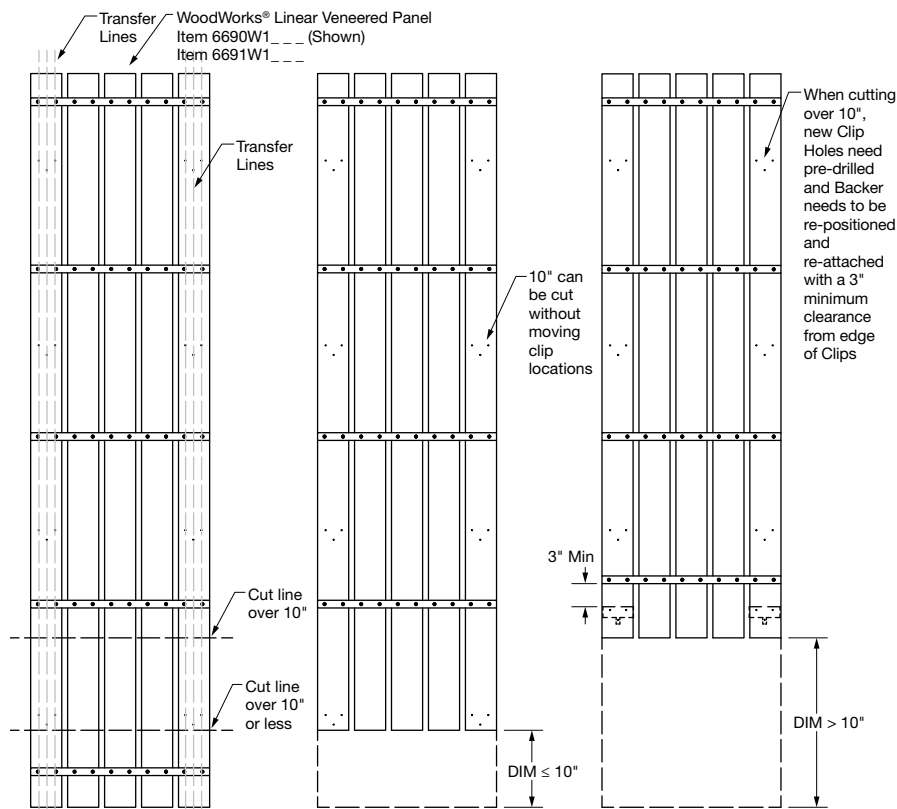 Transfer
Lines
WoodWorks® Linear Veneered Panel
Item 6690W1_ _ _ (Shown)
Item 6691W1_ _ _
Transfer
Lines
10" can
be cut
without
moving
clip
locations
When cutting
over 10",
new Clip
Holes need
pre-drilled
and Backer
needs to be
re-positioned
and
re-attached
with a 3"
minimum
clearance
from edge
of Clips
3" Min
Cut line
over 10"
Cut line
over 10"
or less
DIM ≤ 10"
DIM > 10"